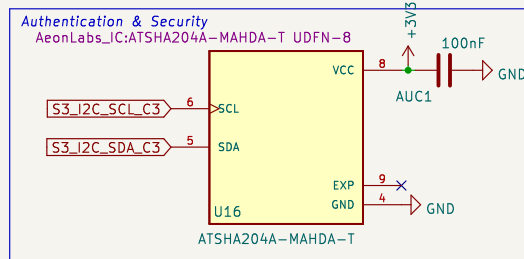 Authentication & Security
AeonLabs_IC:ATSHA204A-MAHDA-T UDFN-8
+3V3
100nF
VCC 8
GND
AUC1
S3_I2C_SCL_C3 6 SCL
S3_I2C_SDA_C3 5 SDA
EXP 9
GND 4 GND
U16
ATSHA204A-MAHDA-T